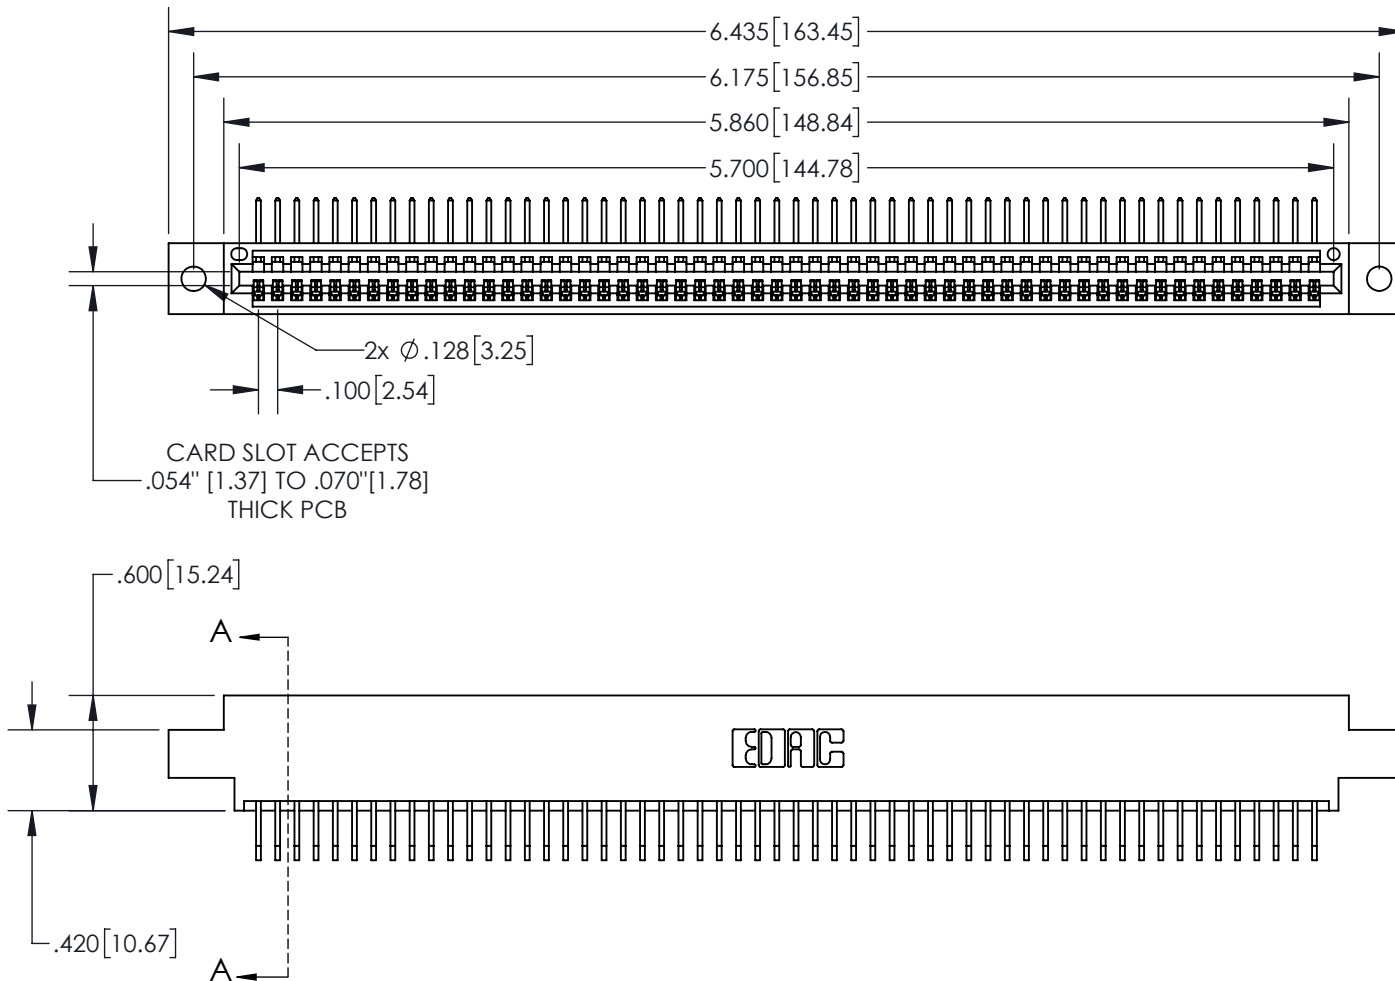 6.435[163.45]
6.175[156.85]
5.860[148.84]
5.700[144.78]
2x ∅.128[3.25]
.100[2.54]
CARD SLOT ACCEPTS
.054" [1.37] TO .070"[1.78]
THICK PCB
.600[15.24]
A
EDAC
.420[10.67]
A